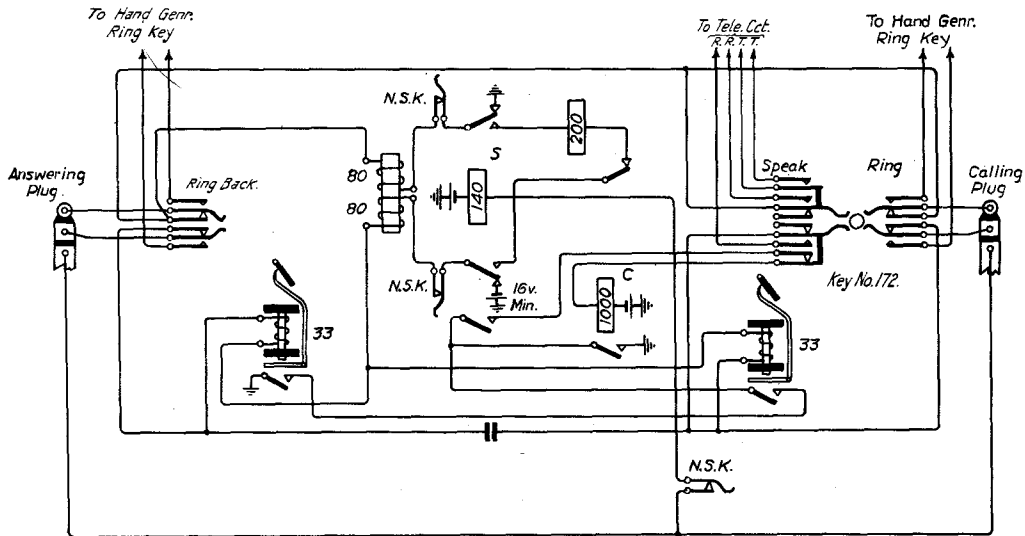 To Hand Genr.
Ring Key
To Tele. Cct.
R. R. T. T.
To Hand Genr.
Ring Key
N.S.K.
S
200
80
80
140
Answering
Plug.
Ring Back.
Speak
Ring
Calling
Plug
N.S.K.
16v.
Min.
C
1000
Key No. 172.
33
33
N.S.K.